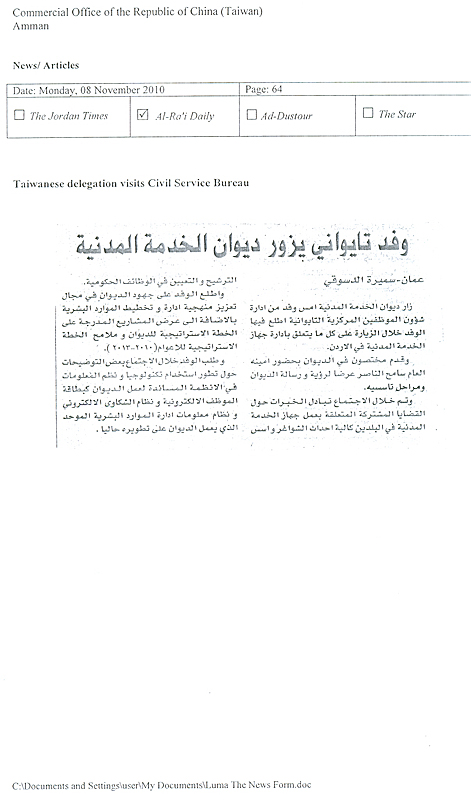 Commercial Office of the Republic of China (Taiwan)
Amman
News/ Articles
Date: Monday, 08 November 2010
Page: 64
The Jordan Times
Al-Ra'i Daily
Ad-Dustour
The Star
Taiwanese delegation visits Civil Service Bureau
وفد تايواني يزور ديوان الخدمة المدنية
عمان-سميرة الدسوقي
زار ديوان الخدمة المدنية امس وفد من ادارة
شؤون الموظفين المركزية التايوانية اطلع فيها
الوفد خلال الزيارة على كل ما يتعلق بادارة جهاز
الخدمة المدنية في الاردن.
وقدم مختصون في الديوان بحضور امينه
العام سامح الناصر عرضا لرؤية و رسالة الديوان
ومراحل تاسيسه.
وتم خلال الاجتماع تبادل الخبرات حول
القضايا المشتركة المتعلقة بعمل جهاز الخدمة
المدنية في البلدين كالية احداث الشواغر و اسس
الترشيح و التعيين في الوظائف الحكومية.
واطلع الوفد على جهود الديوان في مجال
تعزيز منهجية ادارة و تخطيط الموارد البشرية
بالاضافة الى عرض المشاريع المدرجة على
الخطة الاستراتيجية للديوان و ملامح الخطة
الاستراتيجية للاعوام(٢٠١٠-٢٠١٣ ).
و طلب الوفد خلال الاجتماع بعض التوضيحات
حول تطور استخدام تكنولوجيا و نظم المعلومات
في الانظمة المساندة لعمل الديوان كبطاقة
الموظف الالكترونية و نظام الشكاوى الالكتروني
و نظام معلومات ادارة الموارد البشرية الموحد
الذي يعمل الديوان على تطويره حاليا .
C:\Documents and Settings\user\My Documents\Luma The News Form.doc